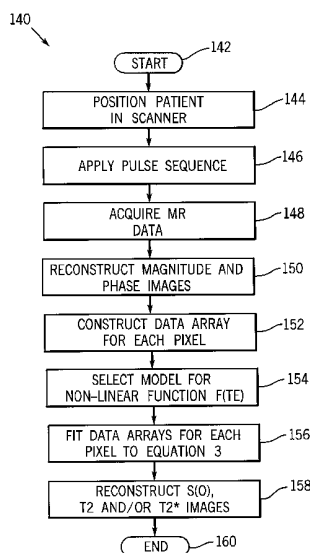 140
142
START
POSITION PATIENT
IN SCANNER
144
APPLY PULSE SEQUENCE
146
ACQUIRE MR
DATA
148
RECONSTRUCT MAGNITUDE AND
PHASE IMAGES
150
CONSTRUCT DATA ARRAY
FOR EACH PIXEL
152
SELECT MODEL FOR
NON-LINEAR FUNCTION F(TE)
154
FIT DATA ARRAYS FOR EACH
PIXEL TO EQUATION 3
156
RECONSTRUCT S(O),
T2 AND/OR T2* IMAGES
158
END
160